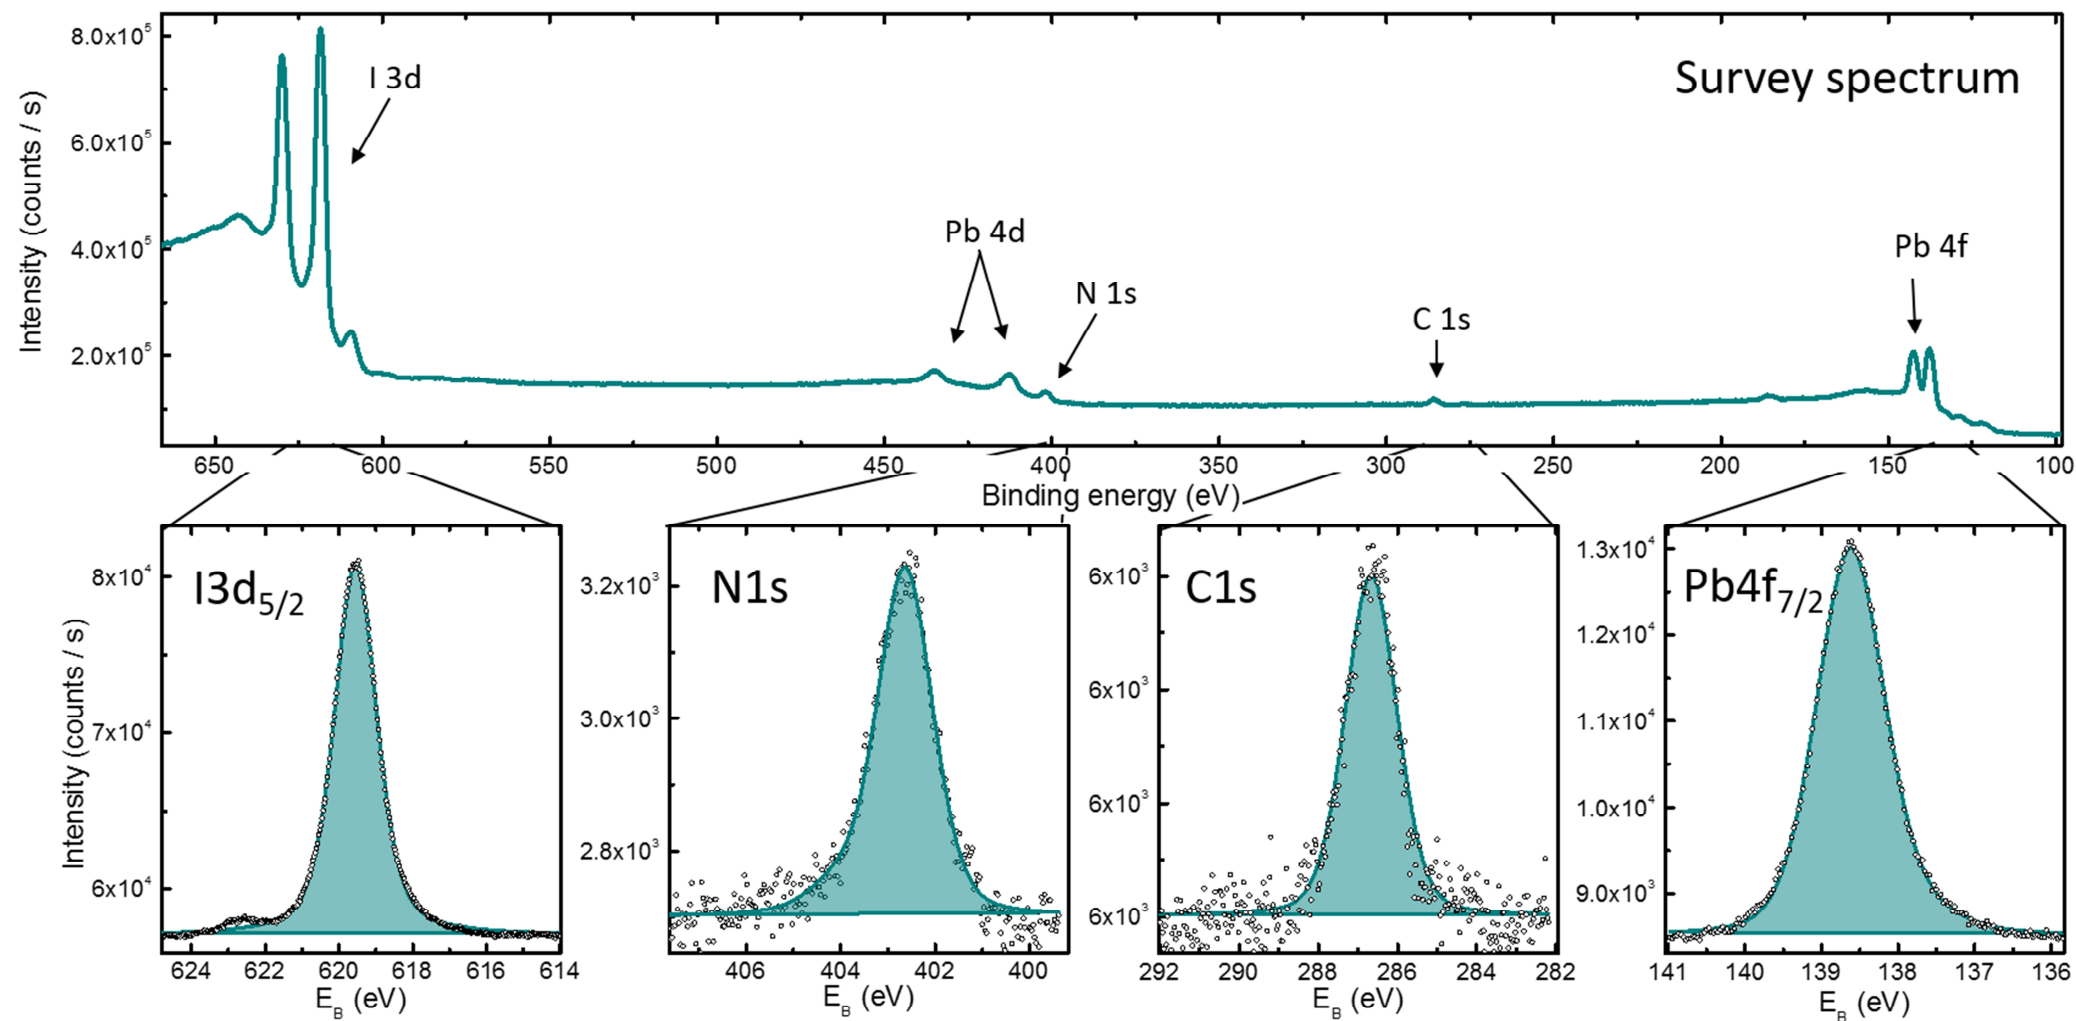 Survey spectrum
Intensity (counts / s)
8.0x10⁵
6.0x10⁵
4.0x10⁵
2.0x10⁵
I 3d
Pb 4d
N 1s
C 1s
Pb 4f
650 600 550 500 450 400 350 300 250 200 150 100
Binding energy (eV)
Intensity (counts / s)
8x10⁴
7x10⁴
6x10⁴
I3d5/2
624 622 620 618 616 614
E_B (eV)
3.2x10³
3.0x10³
2.8x10³
N1s
406 404 402 400
E_B (eV)
6x10³
6x10³
6x10³
6x10³
C1s
292 290 288 286 284 282
E_B (eV)
1.3x10⁴
1.2x10⁴
1.1x10⁴
1.0x10⁴
9.0x10³
Pb4f7/2
141 140 139 138 137 136
E_B (eV)